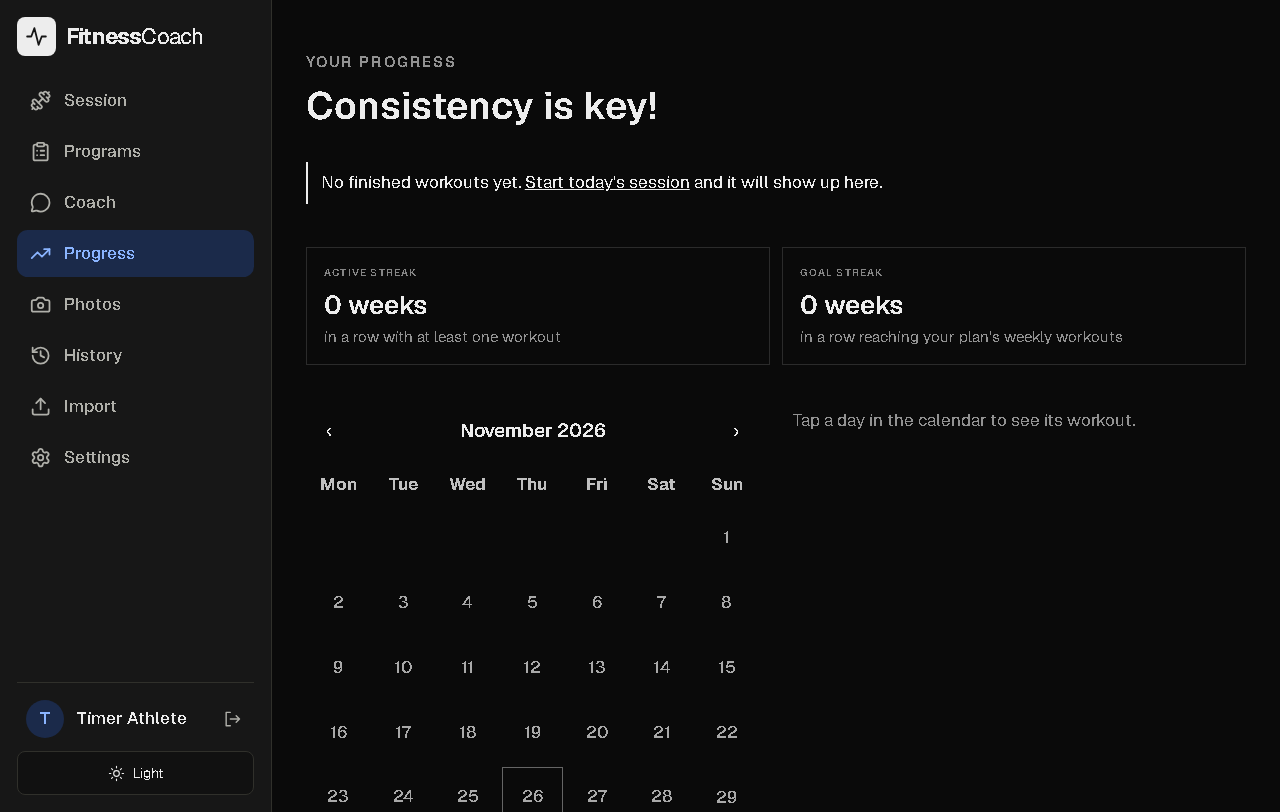 FitnessCoach
Session
Programs
Coach
Progress
Photos
History
Import
Settings
T
Timer Athlete
Light
YOUR PROGRESS
Consistency is key!
No finished workouts yet. Start today's session and it will show up here.
ACTIVE STREAK
0 weeks
in a row with at least one workout
GOAL STREAK
0 weeks
in a row reaching your plan's weekly workouts
‹ November 2026 ›
Mon Tue Wed Thu Fri Sat Sun
1
2 3 4 5 6 7 8
9 10 11 12 13 14 15
16 17 18 19 20 21 22
23 24 25 26 27 28 29
Tap a day in the calendar to see its workout.